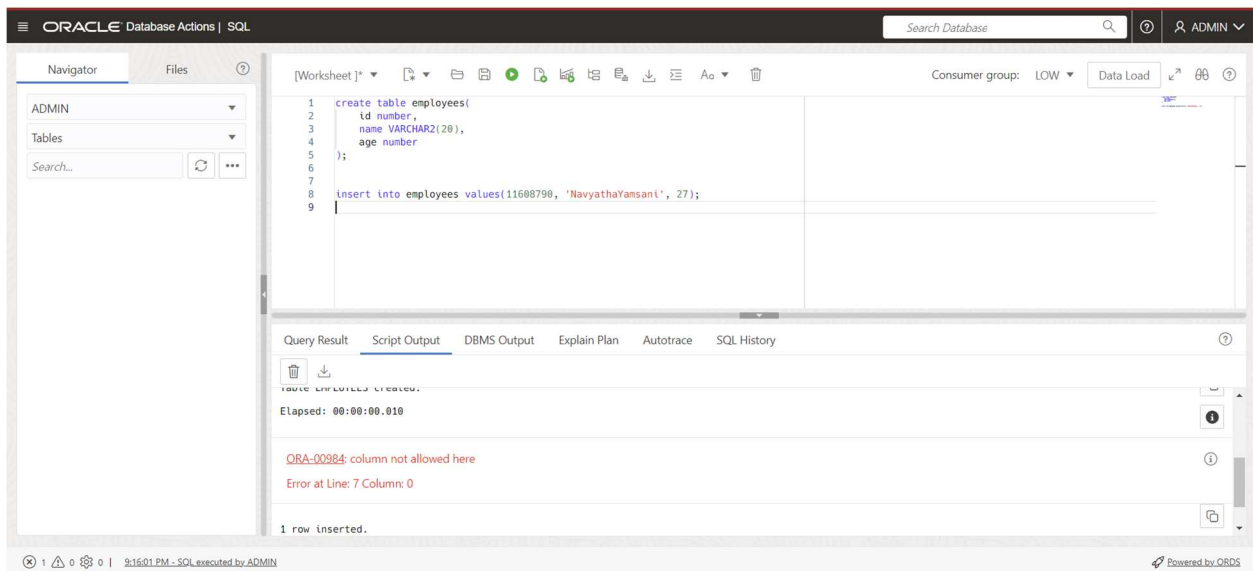 ORACLE Database Actions | SQL
Search Database
ADMIN
Navigator Files
ADMIN
Tables
Search...
[Worksheet ]*
Aa
Consumer group: LOW
Data Load
1 create table employees(
2 id number,
3 name VARCHAR2(20),
4 age number
5 );
6
7
8 insert into employees values(11608790, 'NavyathaYamsani', 27);
9
Query Result Script Output DBMS Output Explain Plan Autotrace SQL History
Table EMPLOYEES created.
Elapsed: 00:00:00.010
ORA-00984: column not allowed here
Error at Line: 7 Column: 0
1 row inserted.
1 0 0 | 9:16:01 PM - SQL executed by ADMIN
Powered by ORDS